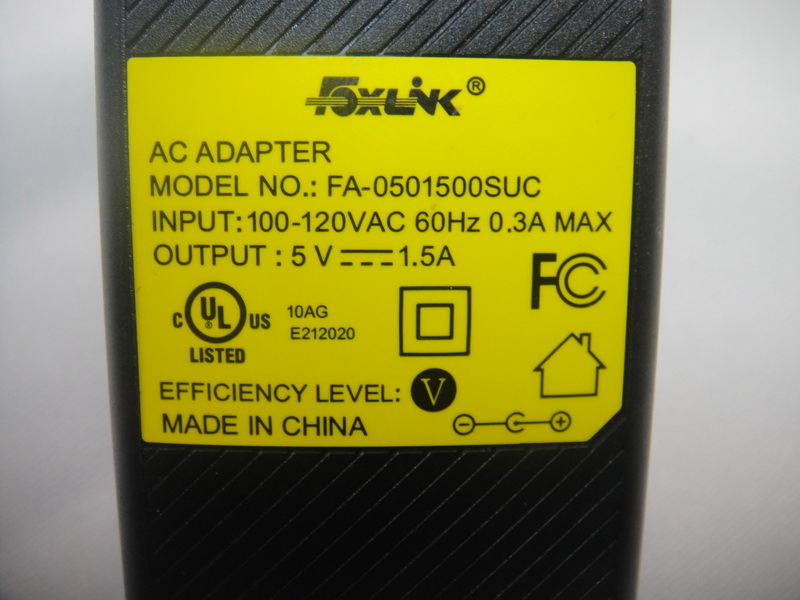 FOXLINK®
AC ADAPTER
MODEL NO.: FA-0501500SUC
INPUT: 100-120VAC 60Hz 0.3A MAX
OUTPUT : 5 V ⎓ 1.5A
FC
C UL US
®
LISTED
10AG
E212020
EFFICIENCY LEVEL: V
MADE IN CHINA